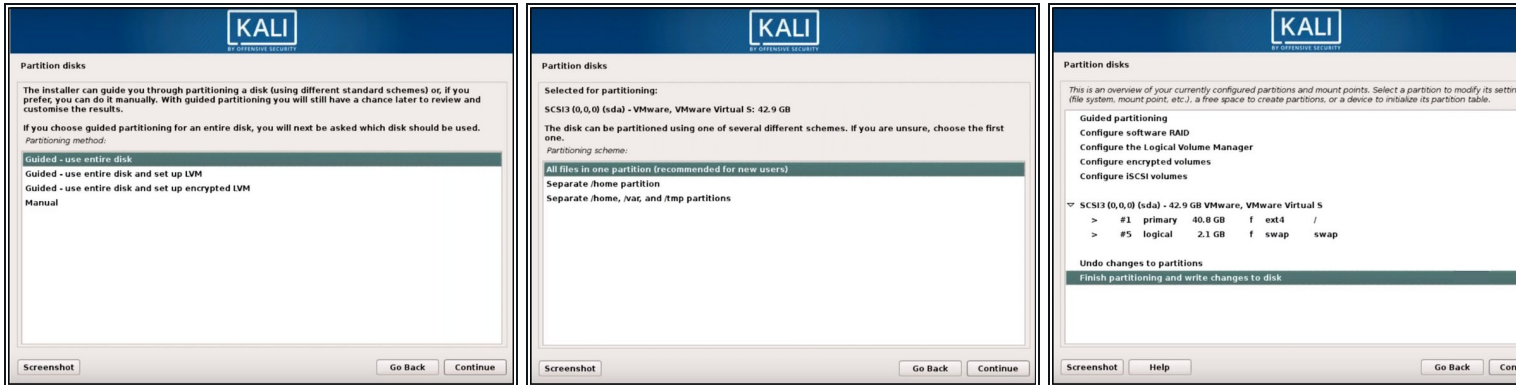 KALI
BY OFFENSIVE SECURITY
Partition disks
The installer can guide you through partitioning a disk (using different standard schemes) or, if you
prefer, you can do it manually. With guided partitioning you will still have a chance later to review and
customise the results.
If you choose guided partitioning for an entire disk, you will next be asked which disk should be used.
Partitioning method:
Guided - use entire disk
Guided - use entire disk and set up LVM
Guided - use entire disk and set up encrypted LVM
Manual
Screenshot
Go Back
Continue
KALI
BY OFFENSIVE SECURITY
Partition disks
Selected for partitioning:
SCSI3 (0,0,0) (sda) - VMware, VMware Virtual S: 42.9 GB
The disk can be partitioned using one of several different schemes. If you are unsure, choose the first
one.
Partitioning scheme:
All files in one partition (recommended for new users)
Separate /home partition
Separate /home, /var, and /tmp partitions
Screenshot
Go Back
Continue
KALI
BY OFFENSIVE SECURITY
Partition disks
This is an overview of your currently configured partitions and mount points. Select a partition to modify its settin
(file system, mount point, etc.), a free space to create partitions, or a device to initialize its partition table.
Guided partitioning
Configure software RAID
Configure the Logical Volume Manager
Configure encrypted volumes
Configure iSCSI volumes
SCSI3 (0,0,0) (sda) - 42.9 GB VMware, VMware Virtual S
> #1 primary 40.8 GB f ext4 /
> #5 logical 2.1 GB f swap swap
Undo changes to partitions
Finish partitioning and write changes to disk
Screenshot
Help
Go Back
Con